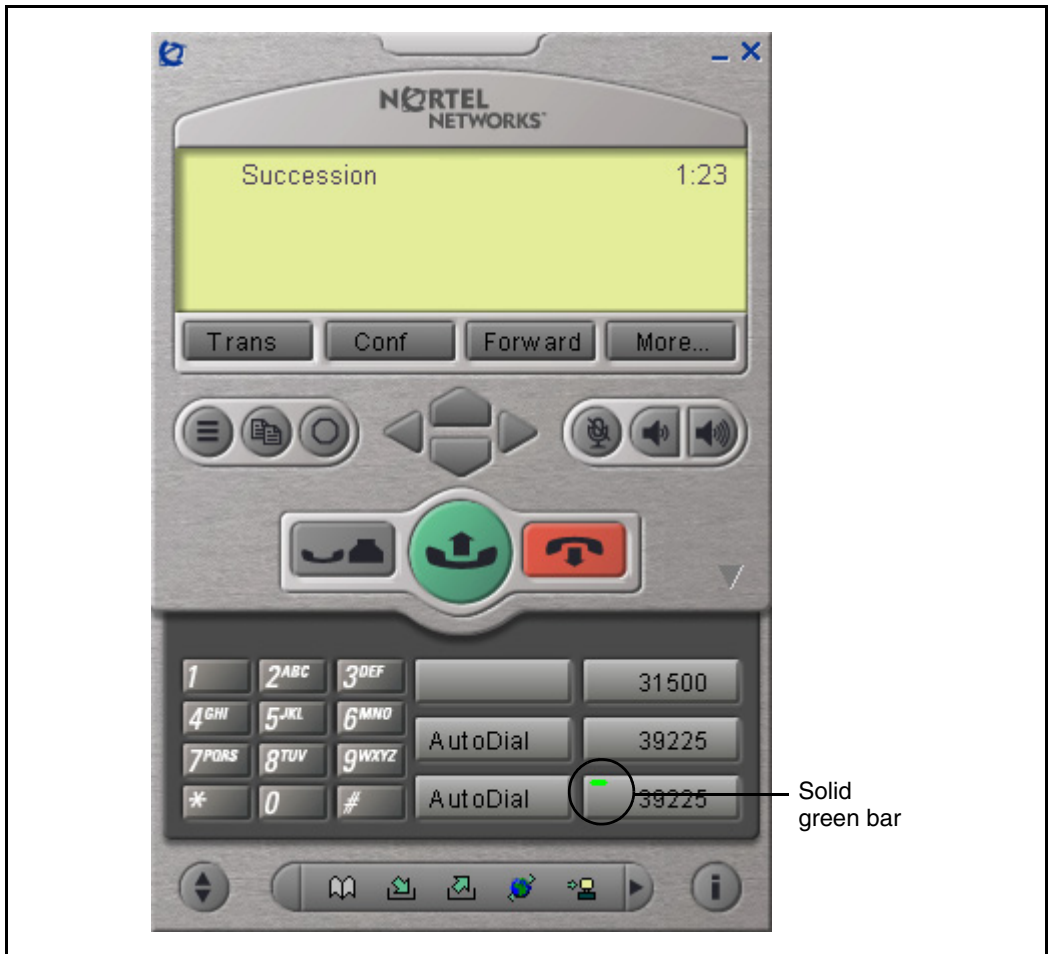 NORTEL
NETWORKS
Succession 1:23
Trans Conf Forward More...
1 2ABC 3DEF 31500
4GHI 5JKL 6MNO AutoDial 39225
7PQRS 8TUV 9WXYZ
* 0 # AutoDial 39225
Solid
green bar
i